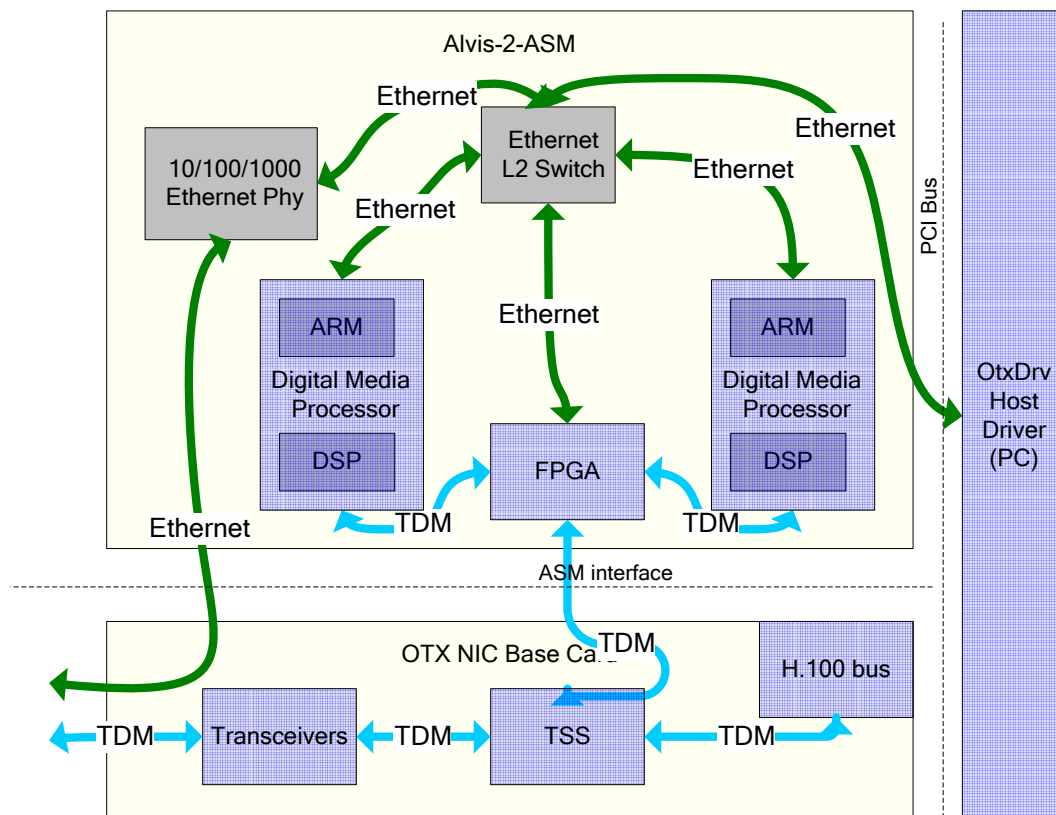 Alvis-2-ASM
Ethernet
Ethernet
Ethernet
L2 Switch
10/100/1000
Ethernet Phy
Ethernet
Ethernet
PCI Bus
ARM
Digital Media
Processor
DSP
Ethernet
ARM
Digital Media
Processor
DSP
OtxDrv
Host
Driver
(PC)
FPGA
TDM
TDM
Ethernet
ASM interface
TDM
OTX NIC Base Card
H.100 bus
TDM
Transceivers
TDM
TSS
TDM